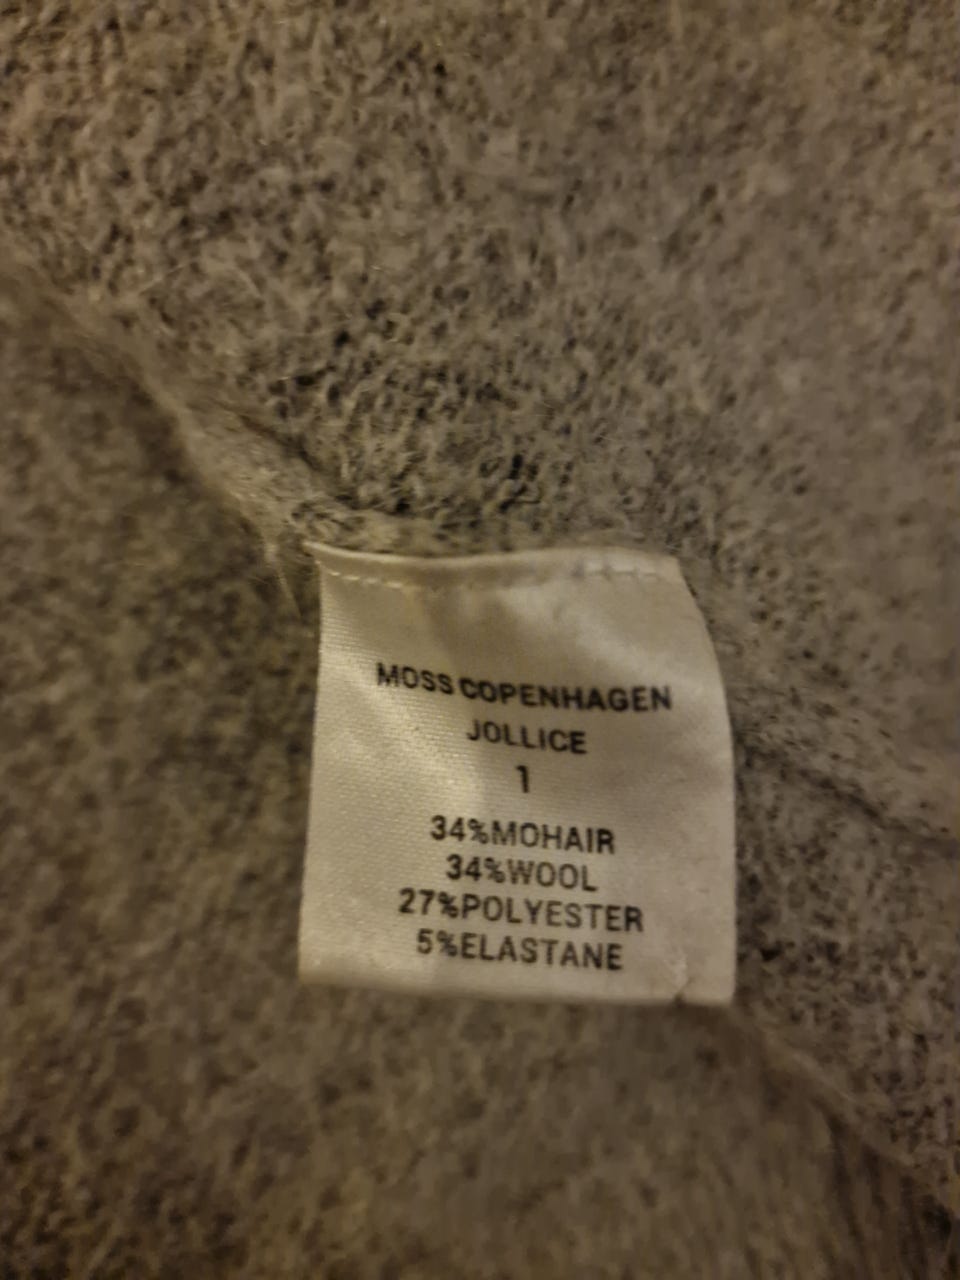 MOSS COPENHAGEN
JOLLICE
1
34%MOHAIR
34%WOOL
27%POLYESTER
5%ELASTANE